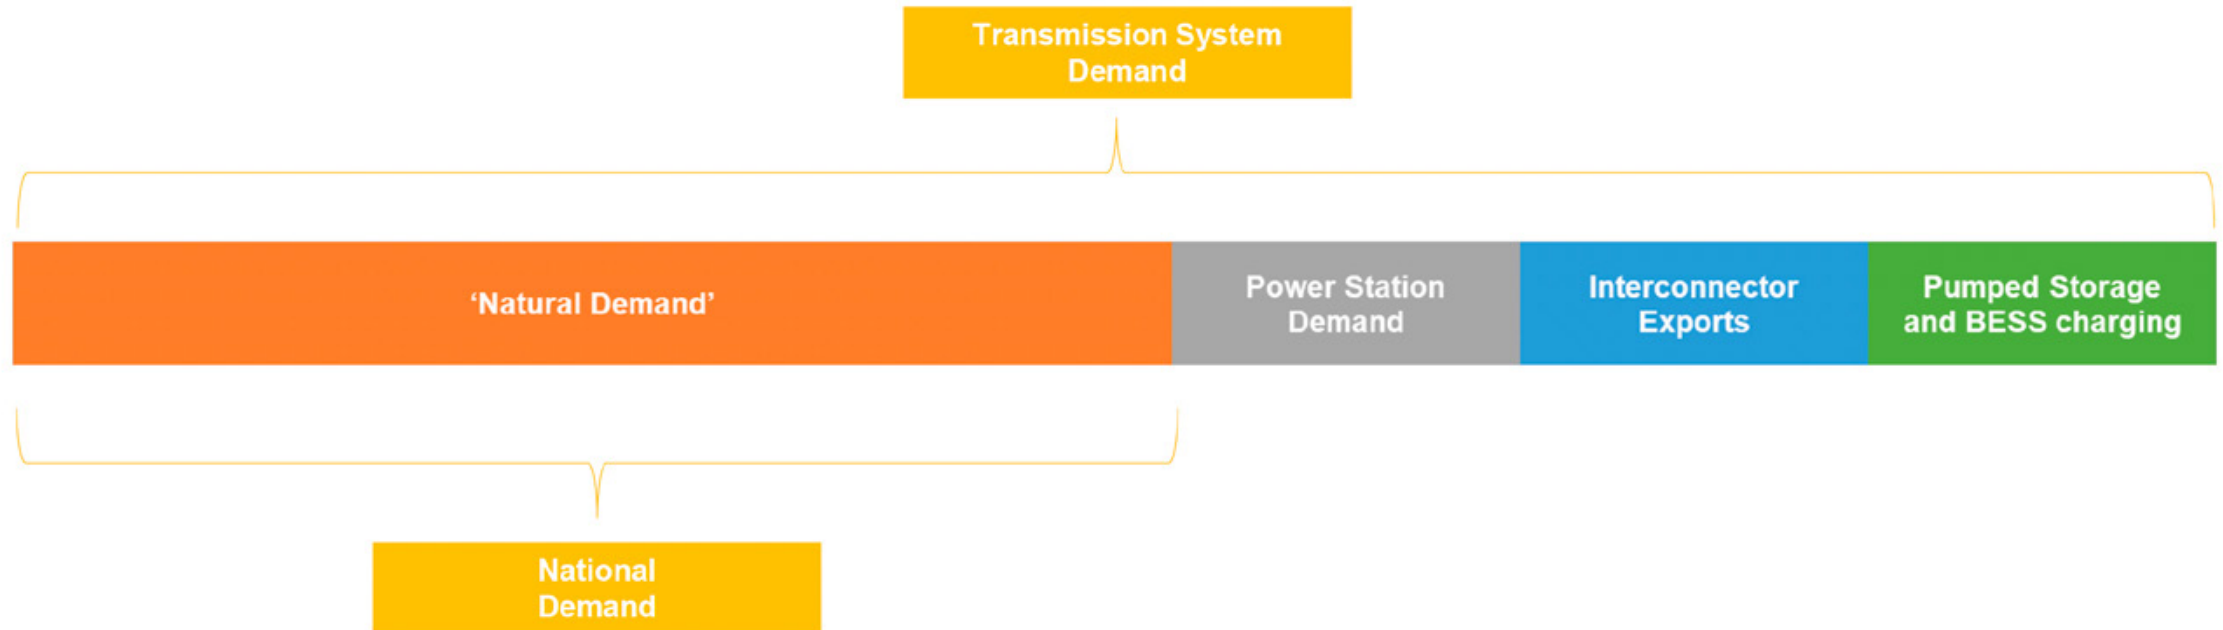 Transmission System
Demand
‘Natural Demand’
Power Station
Demand
Interconnector
Exports
Pumped Storage
and BESS charging
National
Demand